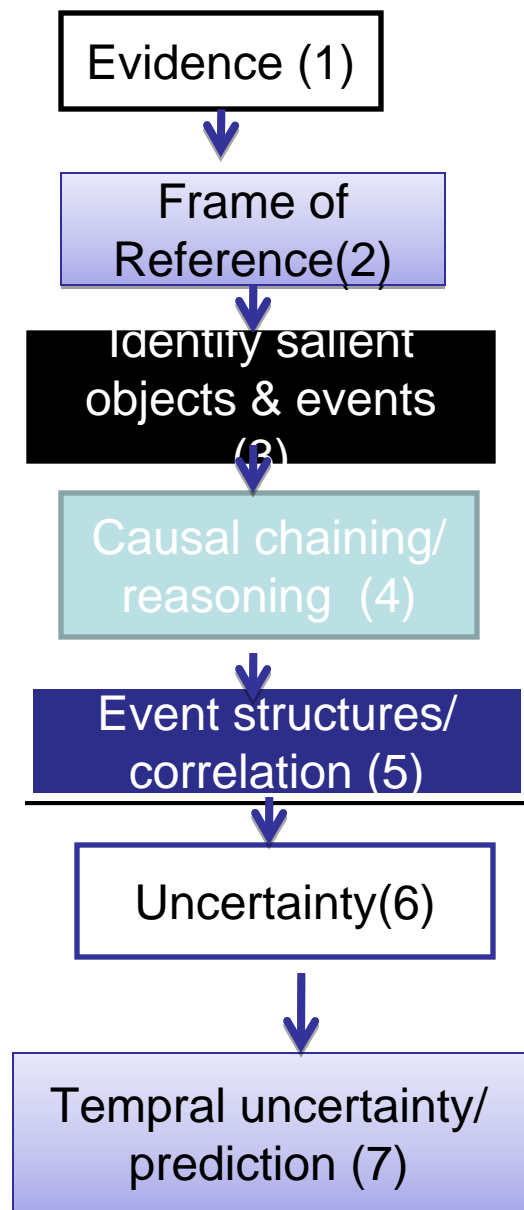 Evidence (1)
Frame of
Reference(2)
Identify salient
objects & events
(3)
Causal chaining/
reasoning (4)
Event structures/
correlation (5)
Uncertainty(6)
Tempral uncertainty/
prediction (7)